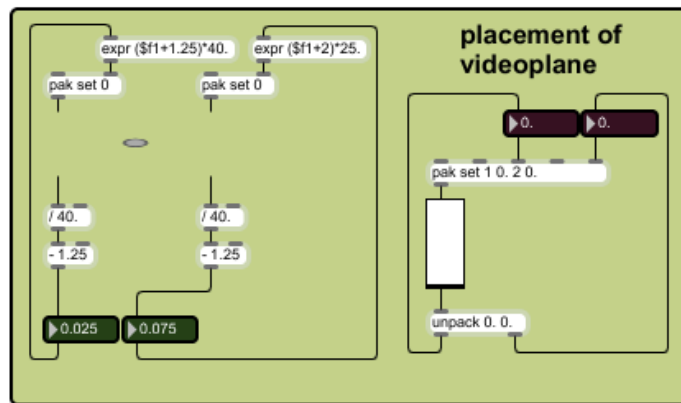 placement of
videoplane
expr ($f1+1.25)*40.
expr ($f1+2)*25.
pak set 0
pak set 0
/ 40.
/ 40.
- 1.25
- 1.25
0.025
0.075
0.
0.
pak set 1 0. 2 0.
unpack 0. 0.